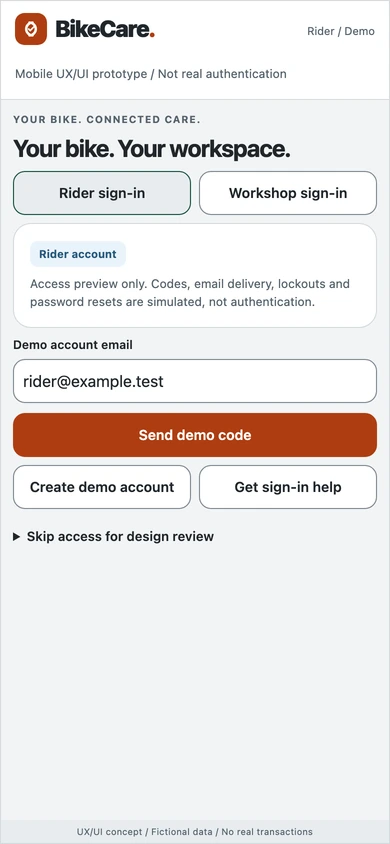 BikeCare.
Rider / Demo
Mobile UX/UI prototype / Not real authentication
YOUR BIKE. CONNECTED CARE.
Your bike. Your workspace.
Rider sign-in
Workshop sign-in
Rider account
Access preview only. Codes, email delivery, lockouts and
password resets are simulated, not authentication.
Demo account email
rider@example.test
Send demo code
Create demo account
Get sign-in help
Skip access for design review
UX/UI concept / Fictional data / No real transactions